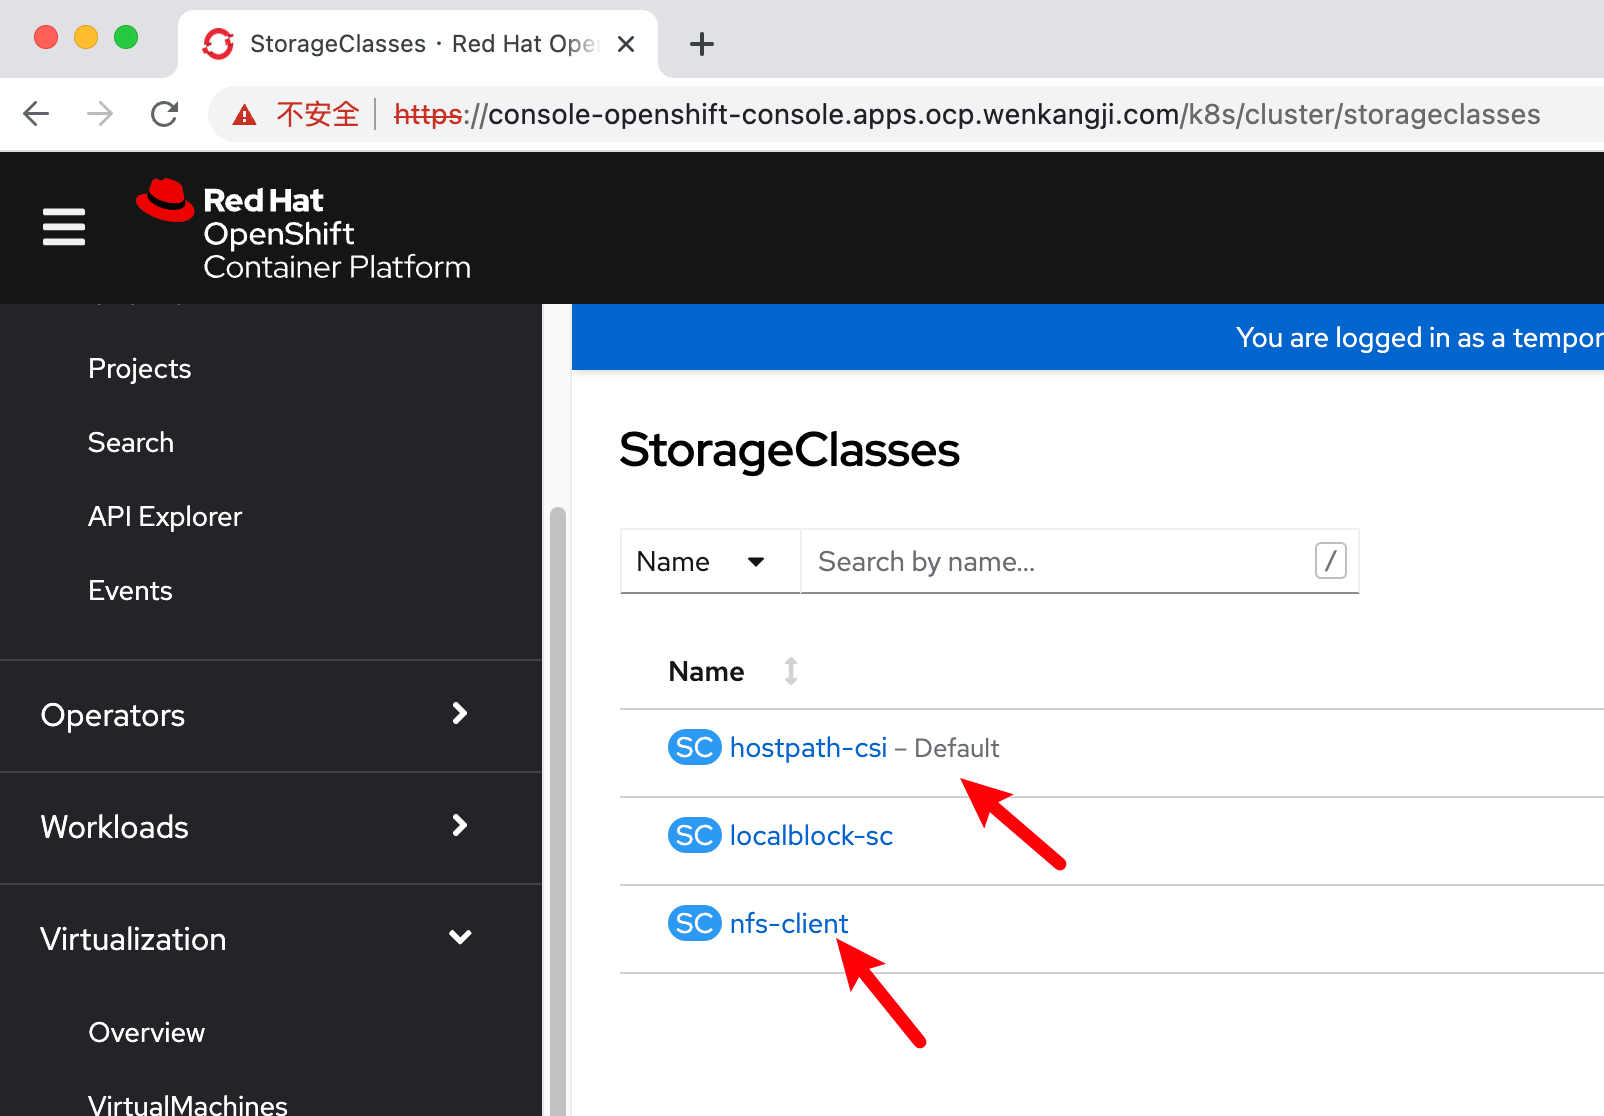 StorageClasses · Red Hat Ope
不安全 https://console-openshift-console.apps.ocp.wenkangji.com/k8s/cluster/storageclasses
Red Hat
OpenShift
Container Platform
You are logged in as a tempor
Projects
Search
API Explorer
Events
Operators
Workloads
Virtualization
Overview
VirtualMachines
StorageClasses
Name Search by name... /
Name
SC hostpath-csi – Default
SC localblock-sc
SC nfs-client